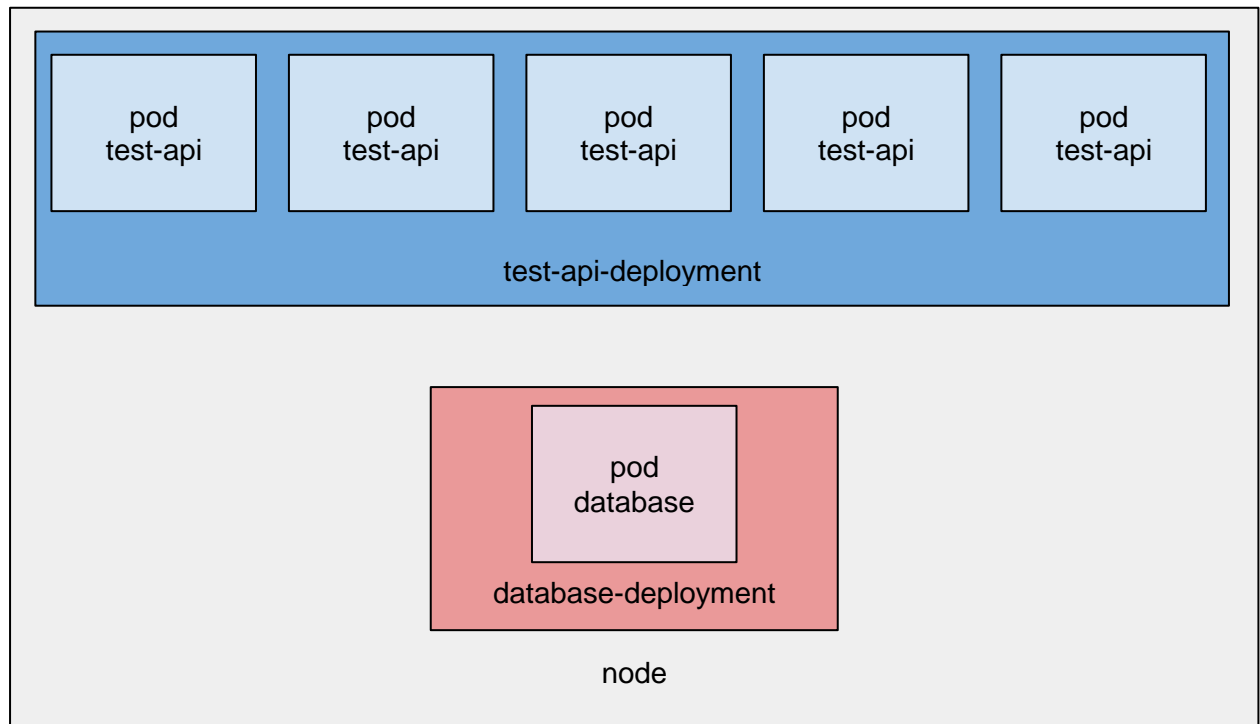 pod
test-api
pod
test-api
pod
test-api
pod
test-api
pod
test-api
test-api-deployment
pod
database
database-deployment
node